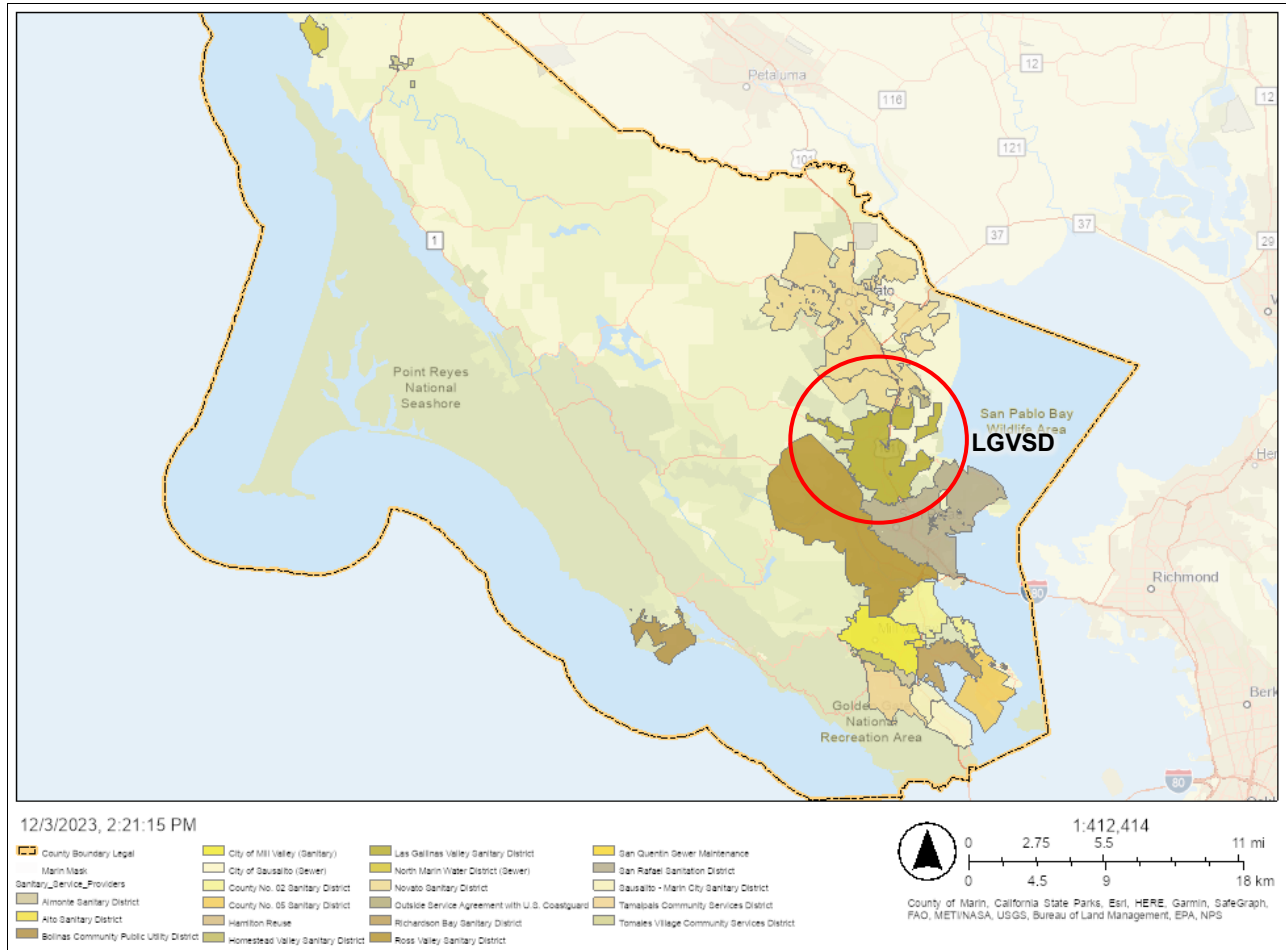 Petaluma
12
116
12
121
101
37
37
29
1
ato
Point Reyes
National
Seashore
San Pablo Bay
Wildlife Area
LGVSD
101
Richmond
80
Golden Gate
National
Recreation Area
Berk
80
12/3/2023, 2:21:15 PM
County Boundary Legal
Marin Mask
Sanitary_Service_Providers
Almonte Sanitary District
Alto Sanitary District
Bolinas Community Public Utility District
City of Mill Valley (Sanitary)
City of Sausalito (Sewer)
County No. 02 Sanitary District
County No. 05 Sanitary District
Hamilton Reuse
Homestead Valley Sanitary District
Las Gallinas Valley Sanitary District
North Marin Water District (Sewer)
Novato Sanitary District
Outside Service Agreement with U.S. Coastguard
Richardson Bay Sanitary District
Ross Valley Sanitary District
San Quentin Sewer Maintenance
San Rafael Sanitation District
Sausalito - Marin City Sanitary District
Tamalpais Community Services District
Tomales Village Community Services District
1:412,414
0 2.75 5.5 11 mi
0 4.5 9 18 km
County of Marin, California State Parks, Esri, HERE, Garmin, SafeGraph,
FAO, METI/NASA, USGS, Bureau of Land Management, EPA, NPS